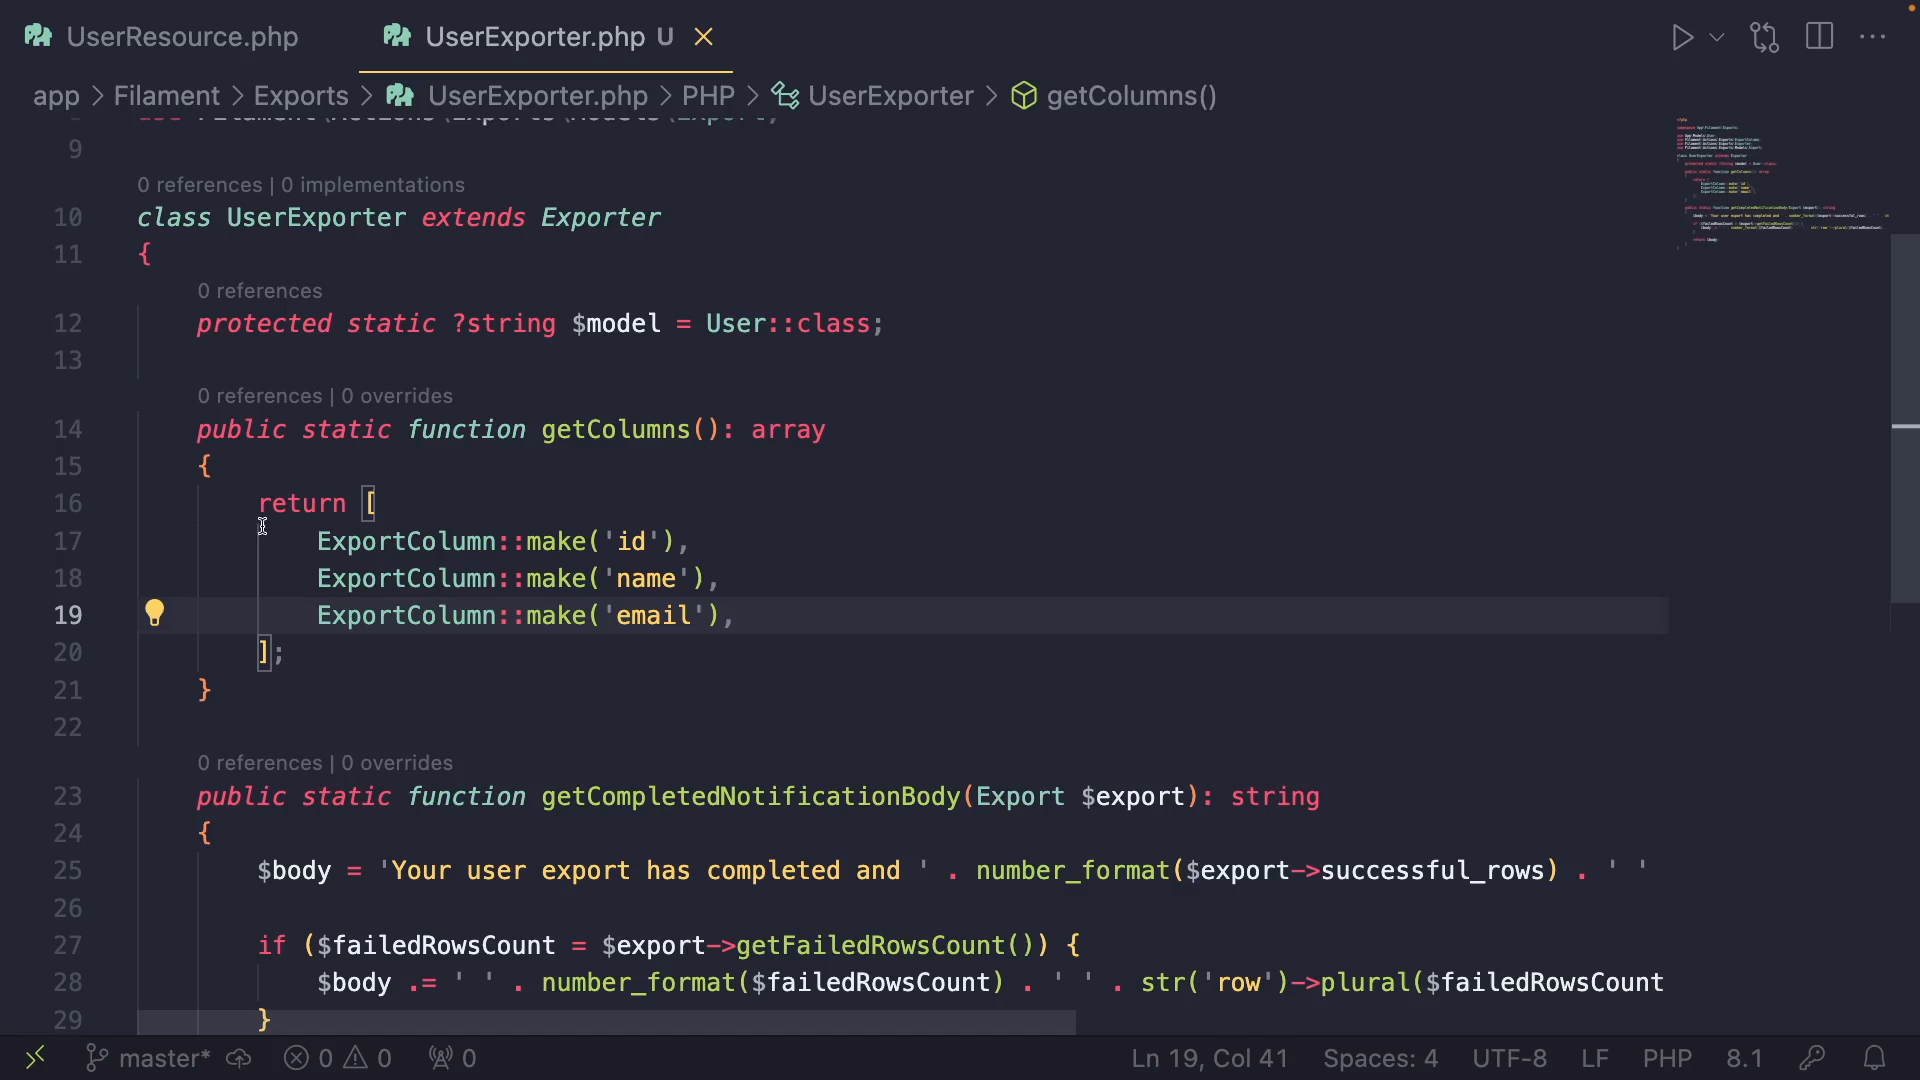 UserResource.php
UserExporter.php U
app > Filament > Exports > UserExporter.php > PHP > UserExporter > getColumns()
9
0 references | 0 implementations
10 class UserExporter extends Exporter
11 {
0 references
12 protected static ?string $model = User::class;
13
0 references | 0 overrides
14 public static function getColumns(): array
15 {
16 return [
17 ExportColumn::make('id'),
18 ExportColumn::make('name'),
19 ExportColumn::make('email'),
20 ];
21 }
22
0 references | 0 overrides
23 public static function getCompletedNotificationBody(Export $export): string
24 {
25 $body = 'Your user export has completed and ' . number_format($export->successful_rows) . ' '
26
27 if ($failedRowsCount = $export->getFailedRowsCount()) {
28 $body .= ' ' . number_format($failedRowsCount) . ' ' . str('row')->plural($failedRowsCount
29 }
master* 0 0 0 Ln 19, Col 41 Spaces: 4 UTF-8 LF PHP 8.1